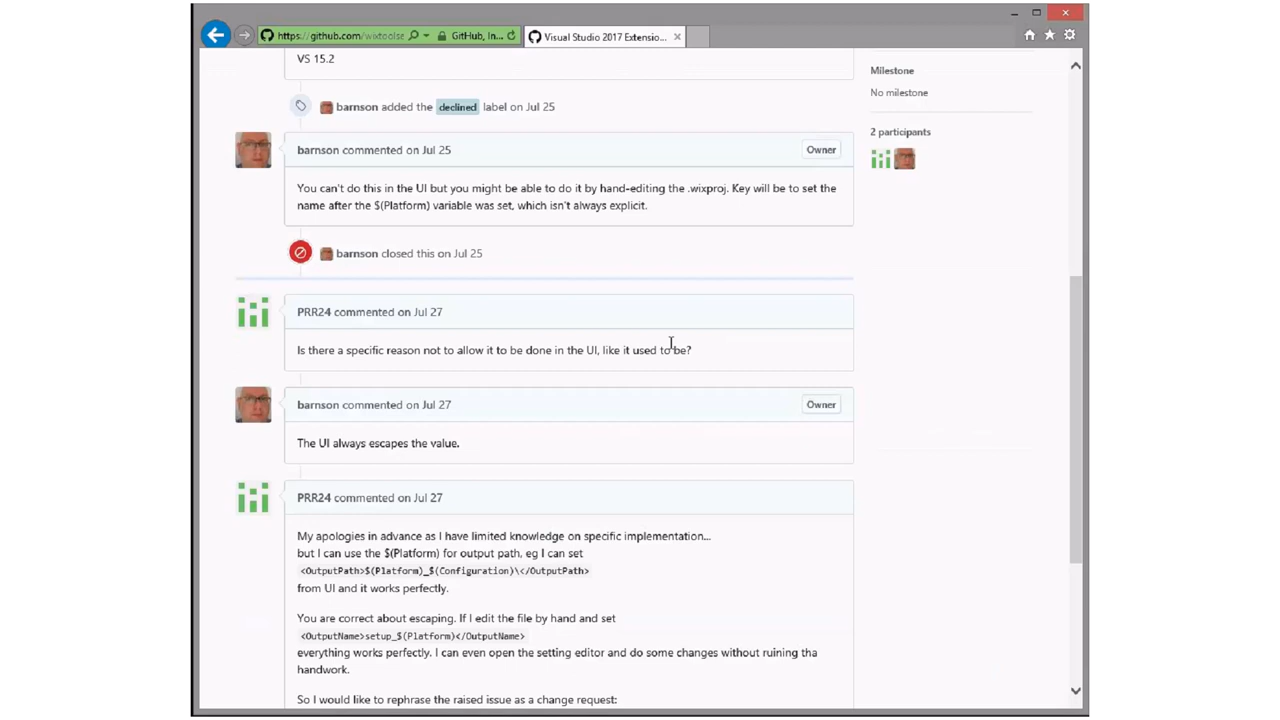 https://github.com/wixtoolse
GitHub, In...
Visual Studio 2017 Extensio...
VS 15.2
Milestone
No milestone
barnson added the declined label on Jul 25
2 participants
barnson commented on Jul 25
Owner
You can't do this in the UI but you might be able to do it by hand-editing the .wixproj. Key will be to set the
name after the $(Platform) variable was set, which isn't always explicit.
barnson closed this on Jul 25
PRR24 commented on Jul 27
Is there a specific reason not to allow it to be done in the UI, like it used to be?
barnson commented on Jul 27
Owner
The UI always escapes the value.
PRR24 commented on Jul 27
My apologies in advance as I have limited knowledge on specific implementation...
but I can use the $(Platform) for output path, eg I can set
<OutputPath>$(Platform)_$(Configuration)\</OutputPath>
from UI and it works perfectly.
You are correct about escaping. If I edit the file by hand and set
<OutputName>setup_$(Platform)</OutputName>
everything works perfectly. I can even open the setting editor and do some changes without ruining tha
handwork.
So I would like to rephrase the raised issue as a change request: